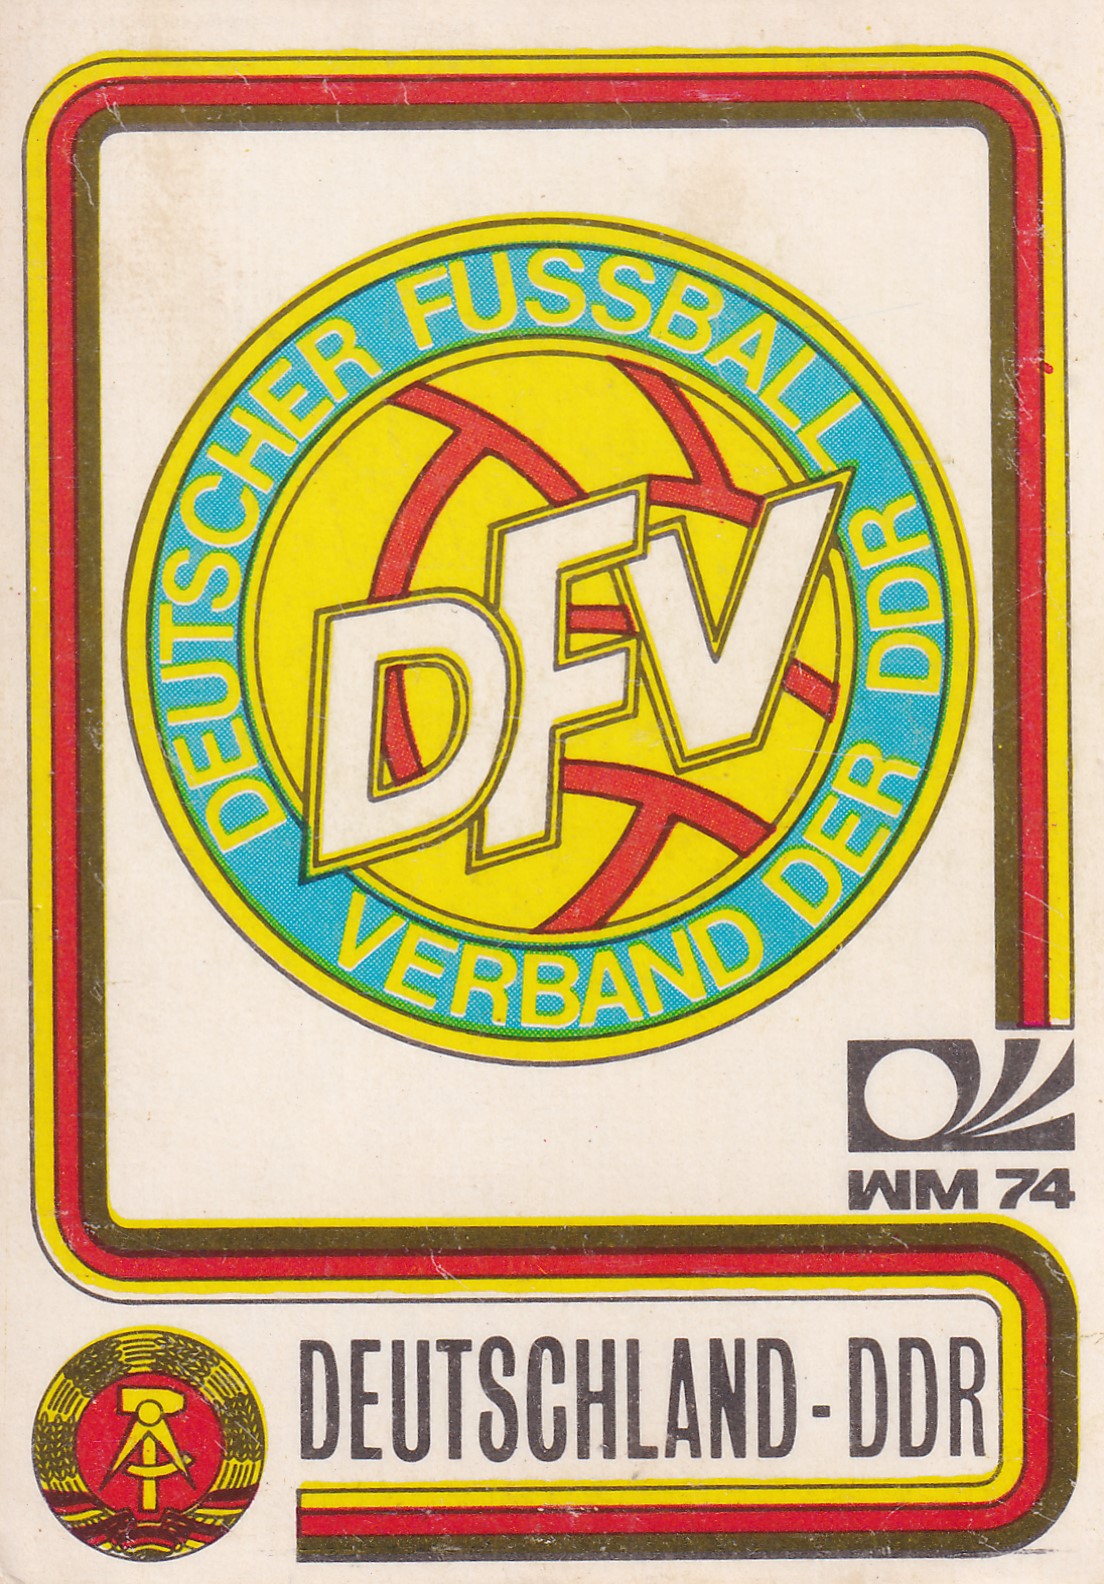 DEUTSCHER FUSSBALL
VERBAND DER DDR
DFV
WM 74
DEUTSCHLAND - DDR